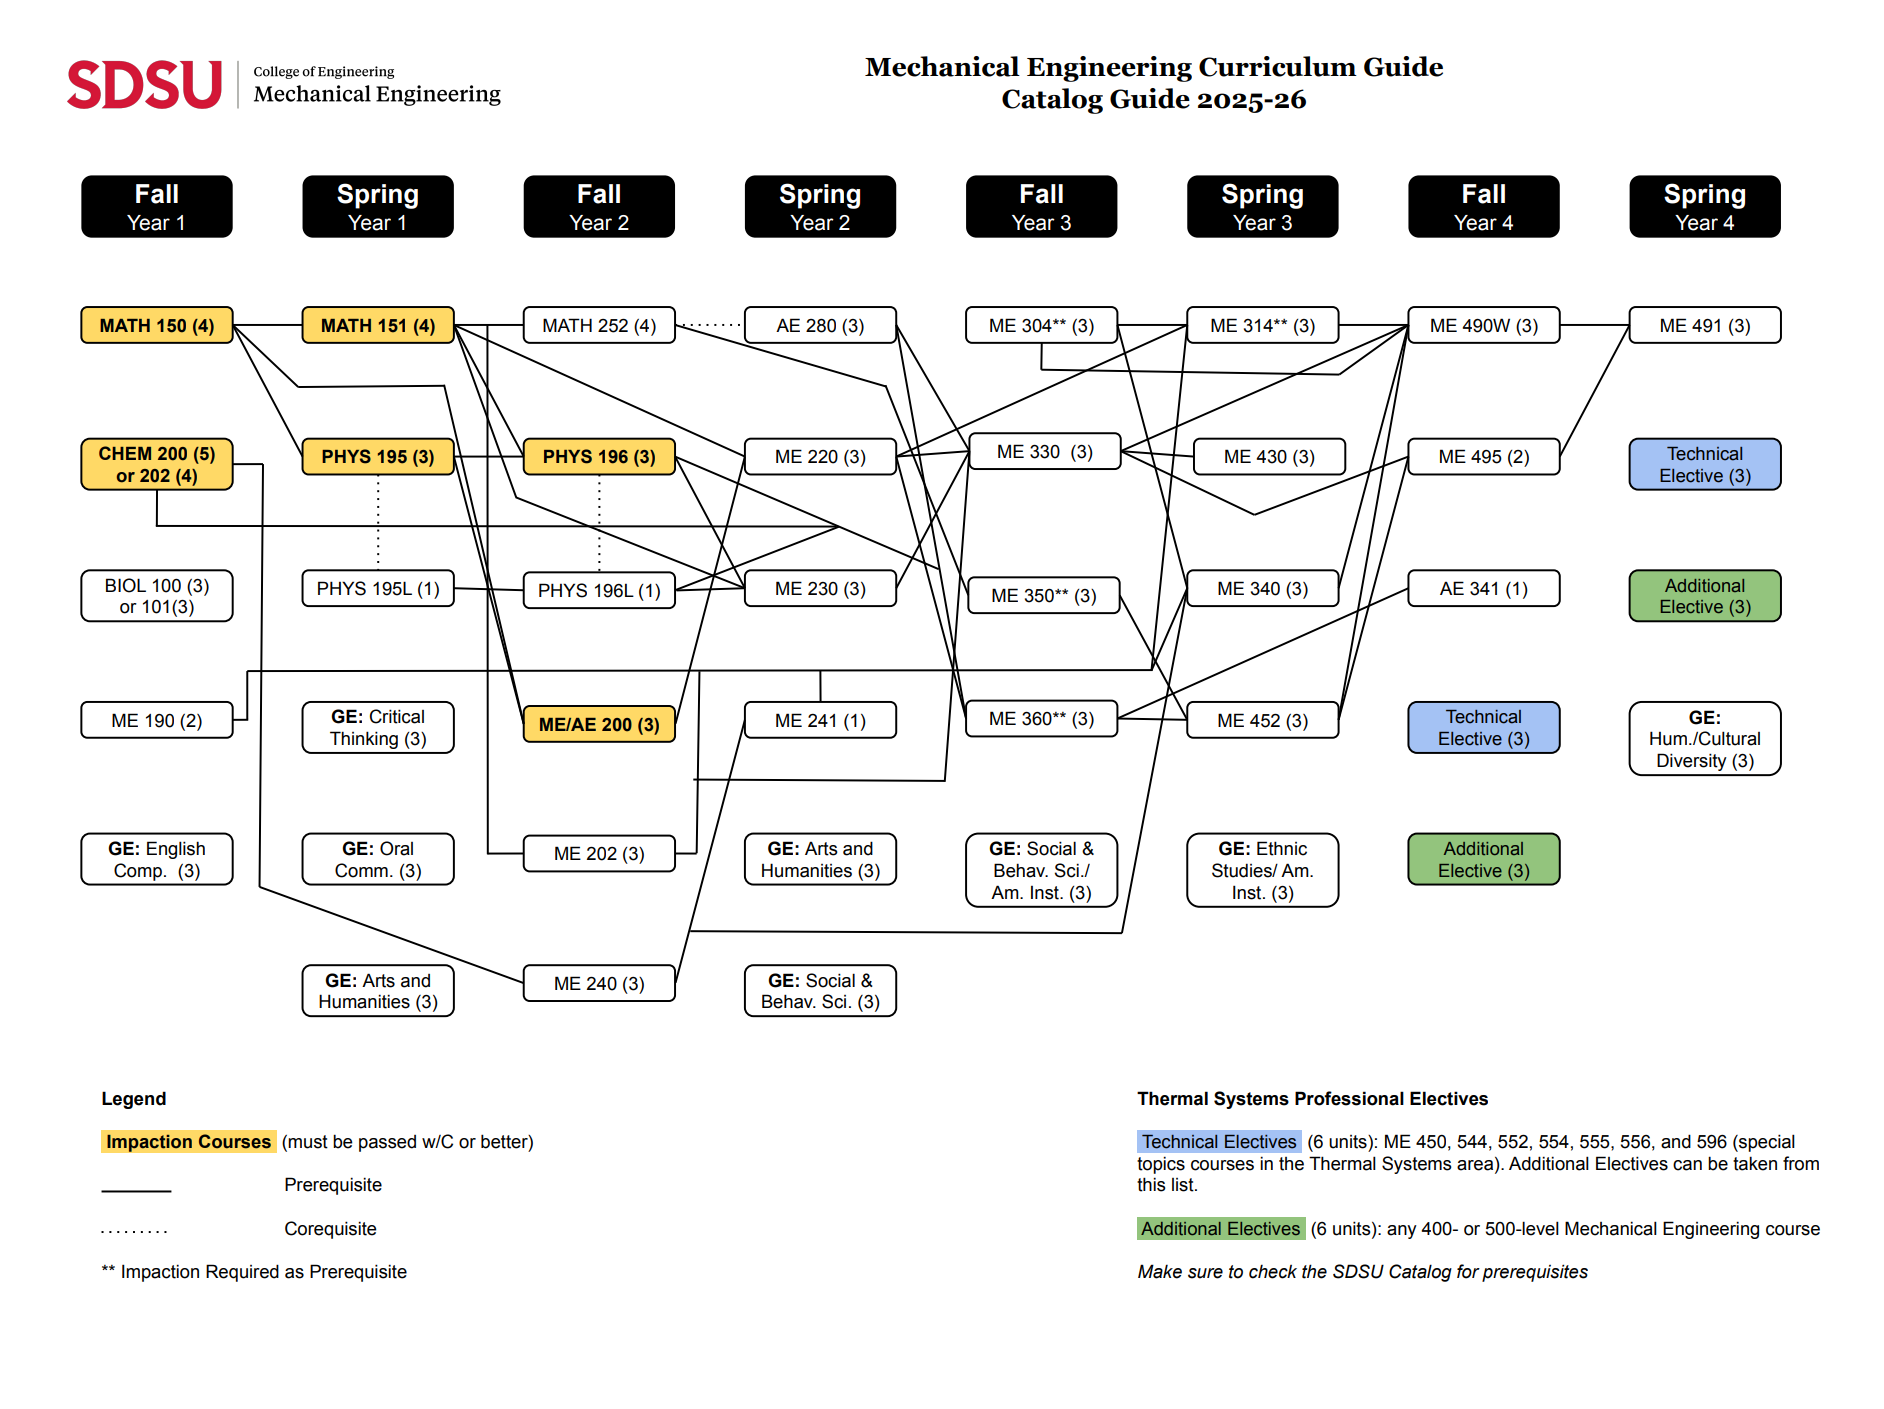 SDSU
College of Engineering
Mechanical Engineering
Mechanical Engineering Curriculum Guide
Catalog Guide 2025-26
Fall
Year 1
Spring
Year 1
Fall
Year 2
Spring
Year 2
Fall
Year 3
Spring
Year 3
Fall
Year 4
Spring
Year 4
MATH 150 (4)
MATH 151 (4)
MATH 252 (4)
AE 280 (3)
ME 304** (3)
ME 314** (3)
ME 490W (3)
ME 491 (3)
CHEM 200 (5)
or 202 (4)
PHYS 195 (3)
PHYS 196 (3)
ME 220 (3)
ME 330 (3)
ME 430 (3)
ME 495 (2)
Technical
Elective (3)
BIOL 100 (3)
or 101(3)
PHYS 195L (1)
PHYS 196L (1)
ME 230 (3)
ME 350** (3)
ME 340 (3)
AE 341 (1)
Additional
Elective (3)
ME 190 (2)
GE: Critical
Thinking (3)
ME/AE 200 (3)
ME 241 (1)
ME 360** (3)
ME 452 (3)
Technical
Elective (3)
GE:
Hum./Cultural
Diversity (3)
GE: English
Comp. (3)
GE: Oral
Comm. (3)
ME 202 (3)
GE: Arts and
Humanities (3)
GE: Social &
Behav. Sci./
Am. Inst. (3)
GE: Ethnic
Studies/ Am.
Inst. (3)
Additional
Elective (3)
GE: Arts and
Humanities (3)
ME 240 (3)
GE: Social &
Behav. Sci. (3)
Legend
Impaction Courses (must be passed w/C or better)
Prerequisite
Corequisite
** Impaction Required as Prerequisite
Thermal Systems Professional Electives
Technical Electives (6 units): ME 450, 544, 552, 554, 555, 556, and 596 (special
topics courses in the Thermal Systems area). Additional Electives can be taken from
this list.
Additional Electives (6 units): any 400- or 500-level Mechanical Engineering course
Make sure to check the SDSU Catalog for prerequisites